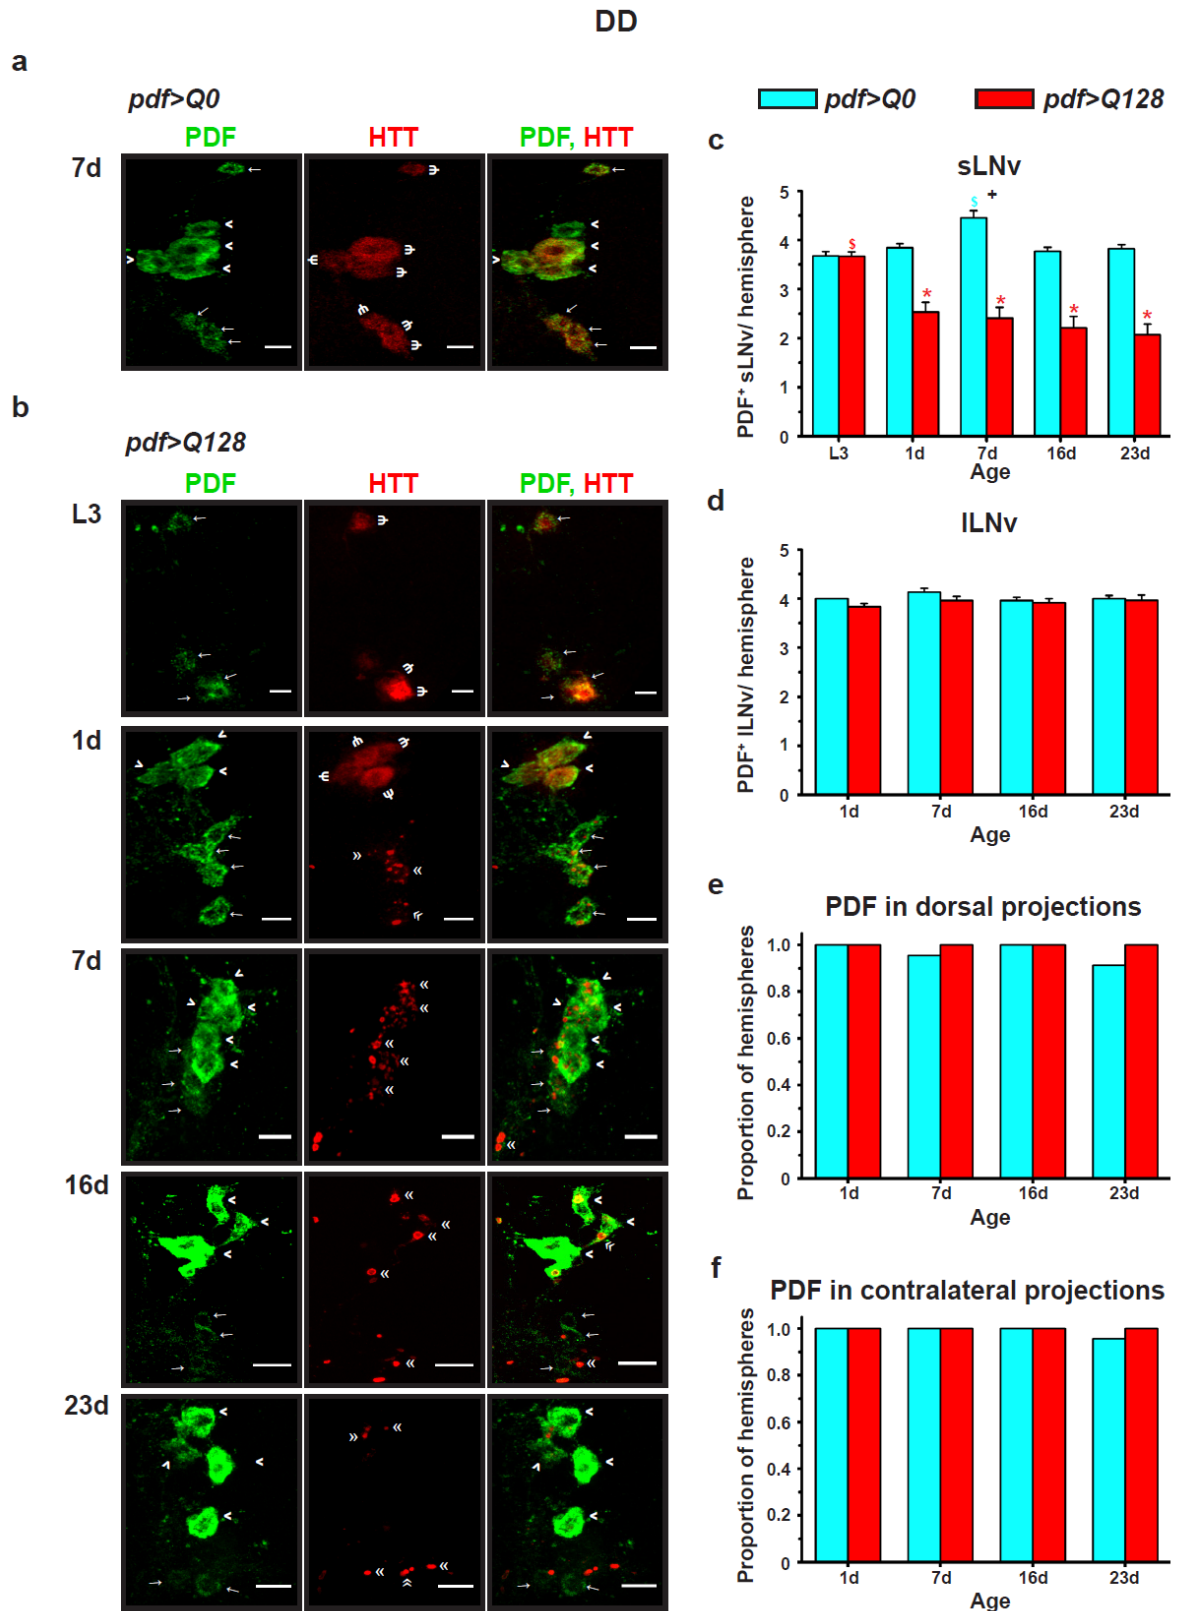 DD
a
pdf>Q0
PDF HTT PDF, HTT
7d
b
pdf>Q128
PDF HTT PDF, HTT
L3
1d
7d
16d
23d
pdf>Q0 pdf>Q128
c
sLNv
PDF+ sLNv/ hemisphere
5
4
3
2
1
0
$ $ +
* * * *
L3 1d 7d 16d 23d
Age
d
lLNv
PDF+ lLNv/ hemisphere
5
4
3
2
1
0
1d 7d 16d 23d
Age
e
PDF in dorsal projections
Proportion of hemispheres
1.0
0.8
0.6
0.4
0.2
0
1d 7d 16d 23d
Age
f
PDF in contralateral projections
Proportion of hemispheres
1.0
0.8
0.6
0.4
0.2
0
1d 7d 16d 23d
Age